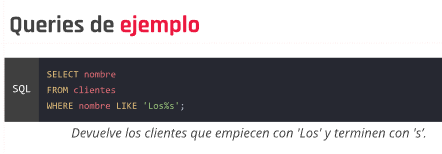 Queries de ejemplo
SQL
SELECT nombre
FROM clientes
WHERE nombre LIKE 'Los%s';
Devuelve los clientes que empiecen con 'Los' y terminen con 's’.